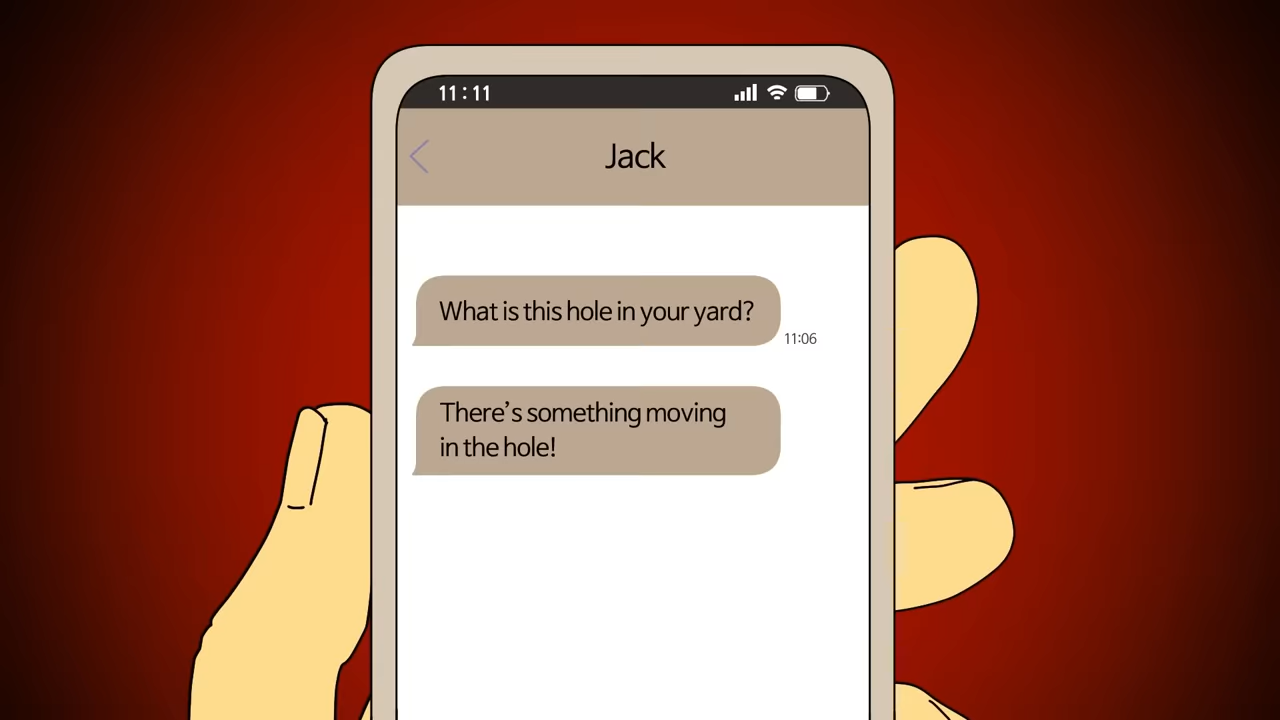 11:11
Jack
What is this hole in your yard?
11:06
There's something moving
in the hole!